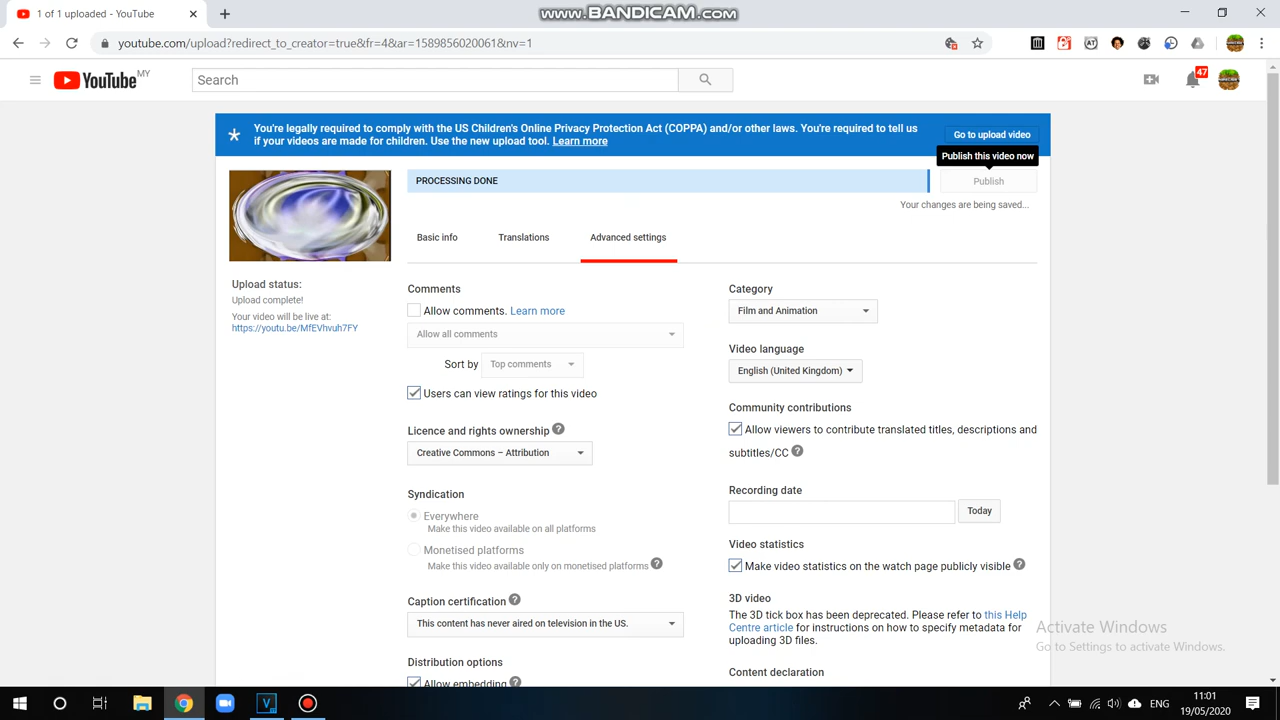 1 of 1 uploaded - YouTube
www.BANDICAM.com
youtube.com/upload?redirect_to_creator=true&fr=4&ar=1589856020061&nv=1
YouTube MY
Search
47
You're legally required to comply with the US Children's Online Privacy Protection Act (COPPA) and/or other laws. You're required to tell us
if your videos are made for children. Use the new upload tool. Learn more
Go to upload video
Publish this video now
PROCESSING DONE
Publish
Your changes are being saved...
Basic info
Translations
Advanced settings
Upload status:
Upload complete!
Your video will be live at:
https://youtu.be/MfEVhvuh7FY
Comments
Allow comments. Learn more
Allow all comments
Sort by
Top comments
Users can view ratings for this video
Licence and rights ownership ?
Creative Commons – Attribution
Syndication
Everywhere
Make this video available on all platforms
Monetised platforms
Make this video available only on monetised platforms ?
Caption certification ?
This content has never aired on television in the US.
Distribution options
Allow embedding ?
Category
Film and Animation
Video language
English (United Kingdom)
Community contributions
Allow viewers to contribute translated titles, descriptions and
subtitles/CC ?
Recording date
Today
Video statistics
Make video statistics on the watch page publicly visible ?
3D video
The 3D tick box has been deprecated. Please refer to this Help
Centre article for instructions on how to specify metadata for
uploading 3D files.
Content declaration
Activate Windows
Go to Settings to activate Windows.
ENG
11:01
19/05/2020